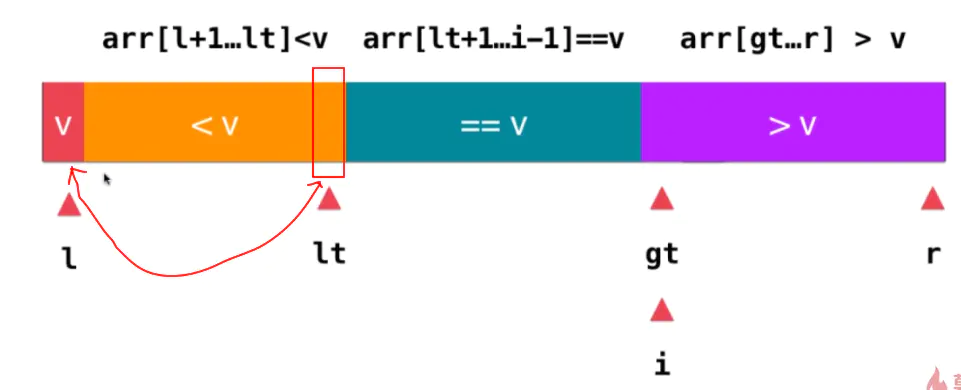 arr[l+1…lt]<v arr[lt+1…i-1]==v arr[gt…r] > v
v < v == v > v
l lt gt r
i